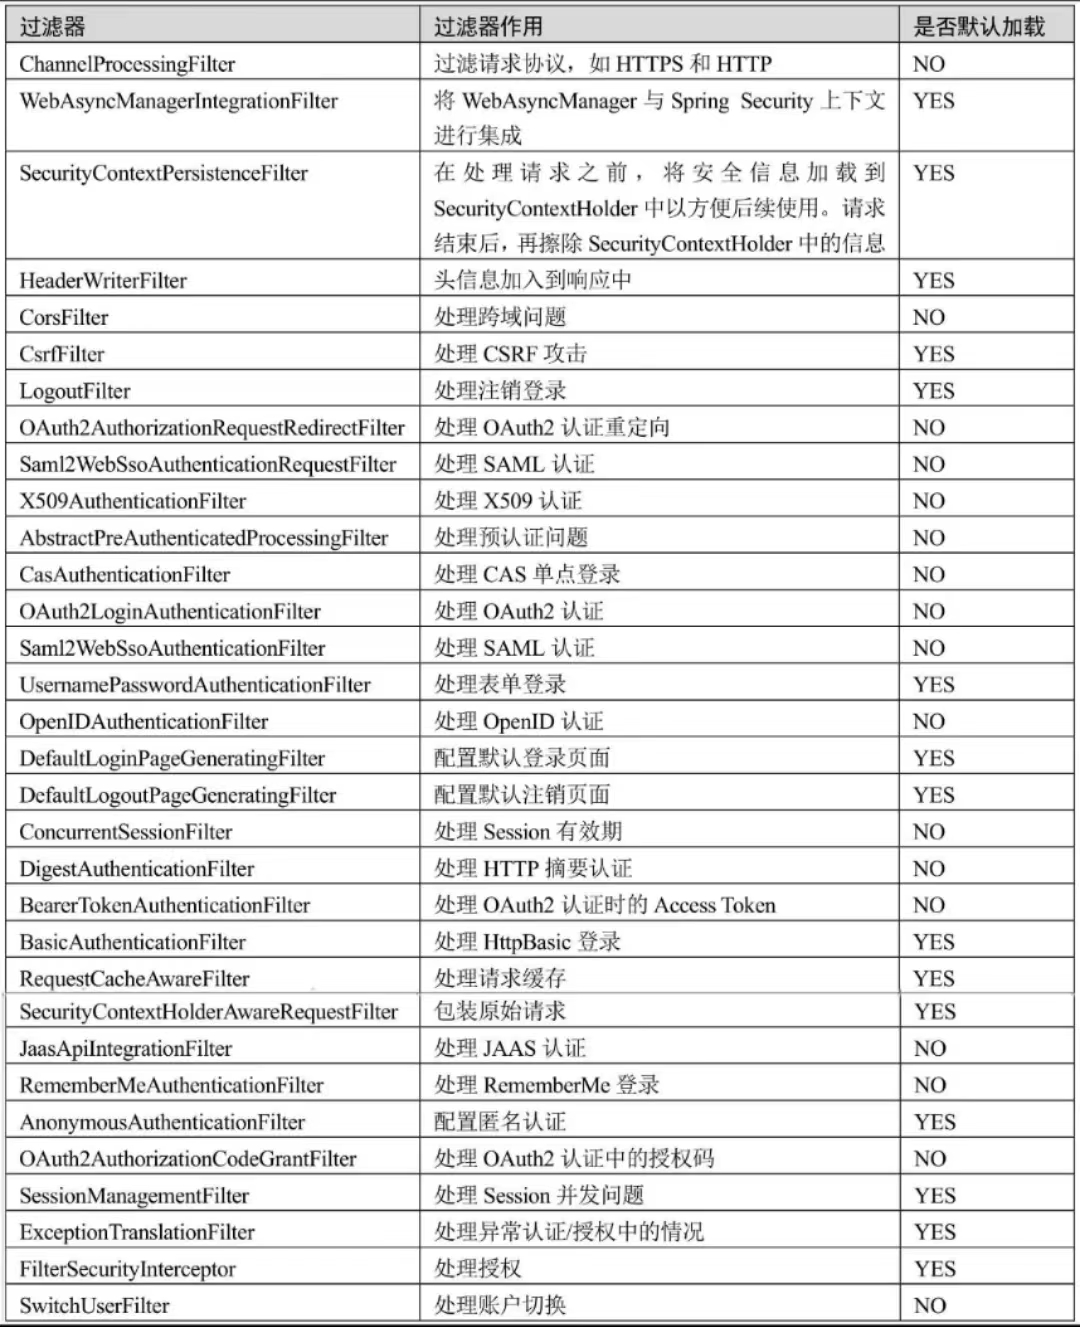 过滤器 过滤器作用 是否默认加载
ChannelProcessingFilter 过滤请求协议，如 HTTPS 和 HTTP NO
WebAsyncManagerIntegrationFilter 将 WebAsyncManager 与 Spring Security 上下文 YES
进行集成
SecurityContextPersistenceFilter 在处理请求之前，将安全信息加载到 YES
SecurityContextHolder 中以方便后续使用。请求
结束后，再擦除 SecurityContextHolder 中的信息
HeaderWriterFilter 头信息加入到响应中 YES
CorsFilter 处理跨域问题 NO
CsrfFilter 处理 CSRF 攻击 YES
LogoutFilter 处理注销登录 YES
OAuth2AuthorizationRequestRedirectFilter 处理 OAuth2 认证重定向 NO
Saml2WebSsoAuthenticationRequestFilter 处理 SAML 认证 NO
X509AuthenticationFilter 处理 X509 认证 NO
AbstractPreAuthenticatedProcessingFilter 处理预认证问题 NO
CasAuthenticationFilter 处理 CAS 单点登录 NO
OAuth2LoginAuthenticationFilter 处理 OAuth2 认证 NO
Saml2WebSsoAuthenticationFilter 处理 SAML 认证 NO
UsernamePasswordAuthenticationFilter 处理表单登录 YES
OpenIDAuthenticationFilter 处理 OpenID 认证 NO
DefaultLoginPageGeneratingFilter 配置默认登录页面 YES
DefaultLogoutPageGeneratingFilter 配置默认注销页面 YES
ConcurrentSessionFilter 处理 Session 有效期 NO
DigestAuthenticationFilter 处理 HTTP 摘要认证 NO
BearerTokenAuthenticationFilter 处理 OAuth2 认证时的 Access Token NO
BasicAuthenticationFilter 处理 HttpBasic 登录 YES
RequestCacheAwareFilter 处理请求缓存 YES
SecurityContextHolderAwareRequestFilter 包装原始请求 YES
JaasApiIntegrationFilter 处理 JAAS 认证 NO
RememberMeAuthenticationFilter 处理 RememberMe 登录 NO
AnonymousAuthenticationFilter 配置匿名认证 YES
OAuth2AuthorizationCodeGrantFilter 处理 OAuth2 认证中的授权码 NO
SessionManagementFilter 处理 Session 并发问题 YES
ExceptionTranslationFilter 处理异常认证/授权中的情况 YES
FilterSecurityInterceptor 处理授权 YES
SwitchUserFilter 处理账户切换 NO